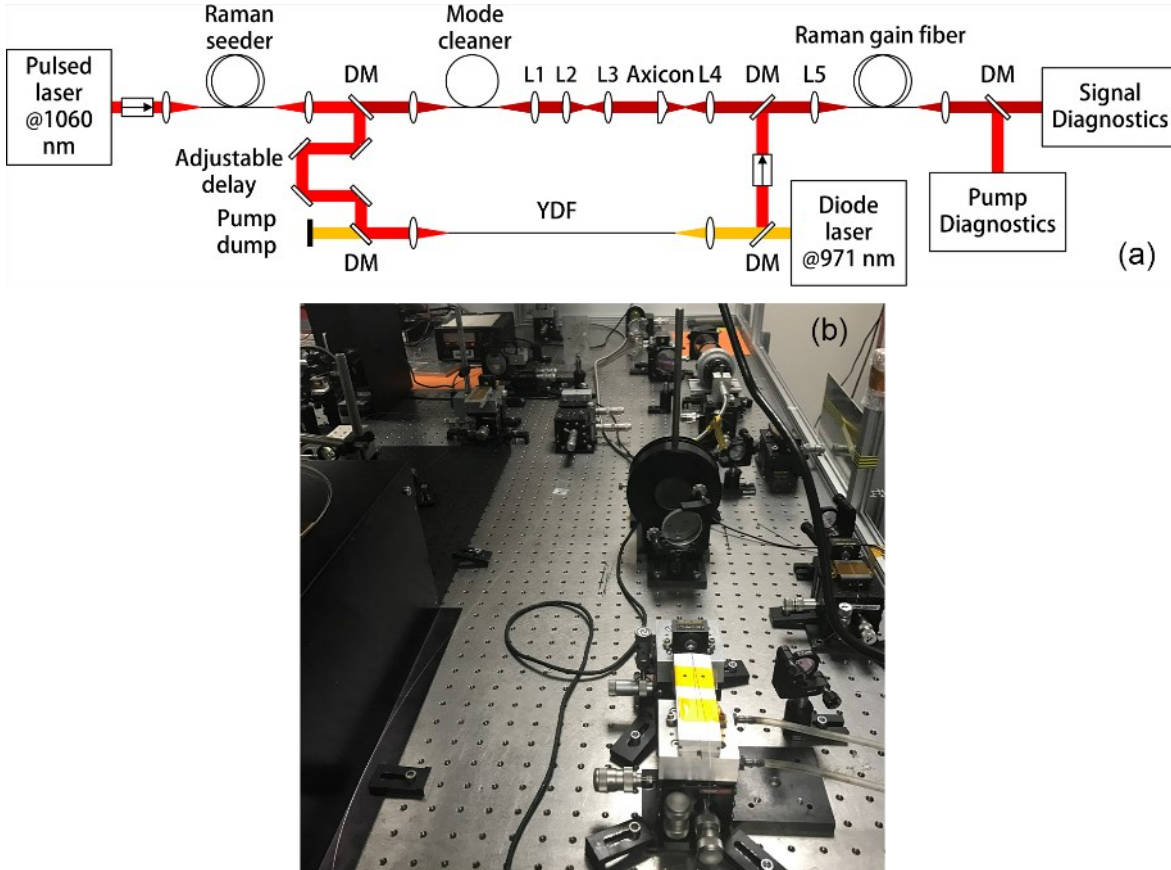 Pulsed
laser
@1060
nm
Raman
seeder
DM
Mode
cleaner
L1 L2 L3 Axicon L4 DM L5
Raman gain fiber
DM
Signal
Diagnostics
Adjustable
delay
Pump
dump
DM
YDF
DM
Diode
laser
@971 nm
Pump
Diagnostics
(a)
(b)